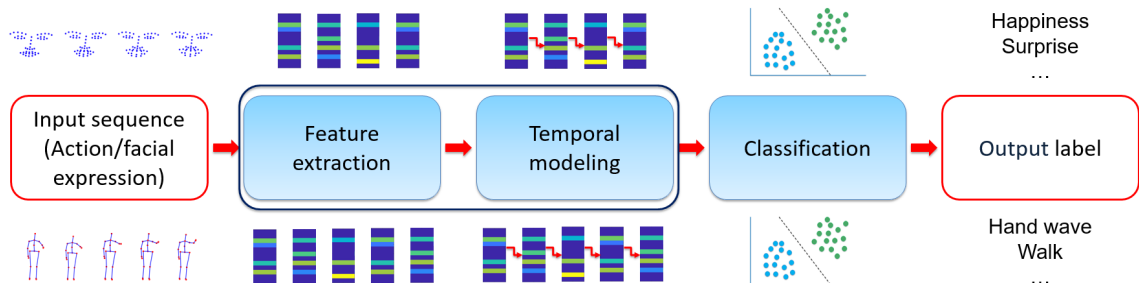 Happiness
Surprise
...
Input sequence
(Action/facial
expression)
Feature
extraction
Temporal
modeling
Classification
Output label
Hand wave
Walk
...